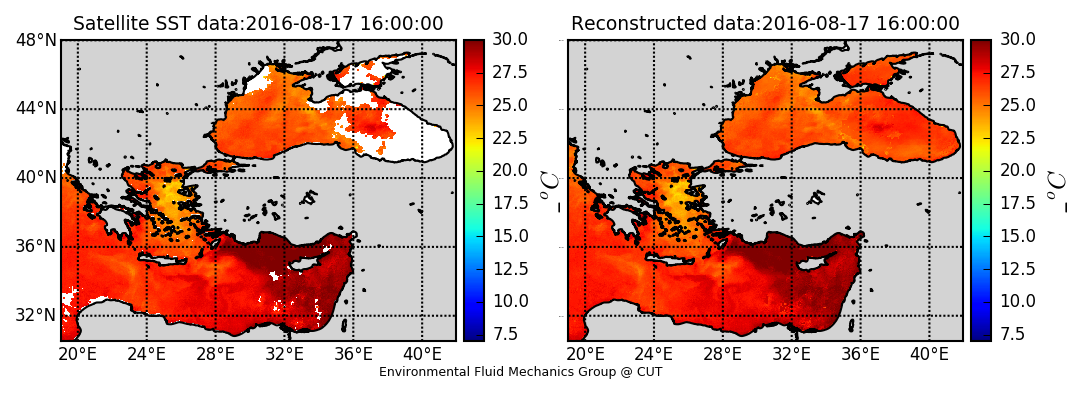 Satellite SST data:2016-08-17 16:00:00
48°N
44°N
40°N
36°N
32°N
20°E 24°E 28°E 32°E 36°E 40°E
30.0
27.5
25.0
22.5
20.0
17.5
15.0
12.5
10.0
7.5
°C
Reconstructed data:2016-08-17 16:00:00
20°E 24°E 28°E 32°E 36°E 40°E
30.0
27.5
25.0
22.5
20.0
17.5
15.0
12.5
10.0
7.5
°C
Environmental Fluid Mechanics Group @ CUT